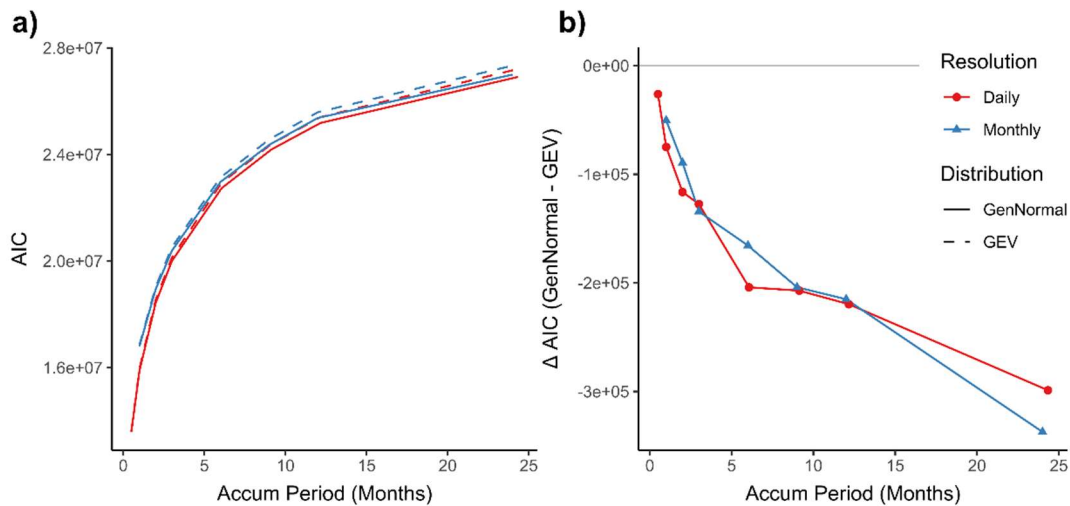 a)
AIC
2.8e+07
2.4e+07
2.0e+07
1.6e+07
0 5 10 15 20 25
Accum Period (Months)
b)
Δ AIC (GenNormal - GEV)
0e+00
-1e+05
-2e+05
-3e+05
0 5 10 15 20 25
Accum Period (Months)
Resolution
Daily
Monthly
Distribution
GenNormal
GEV